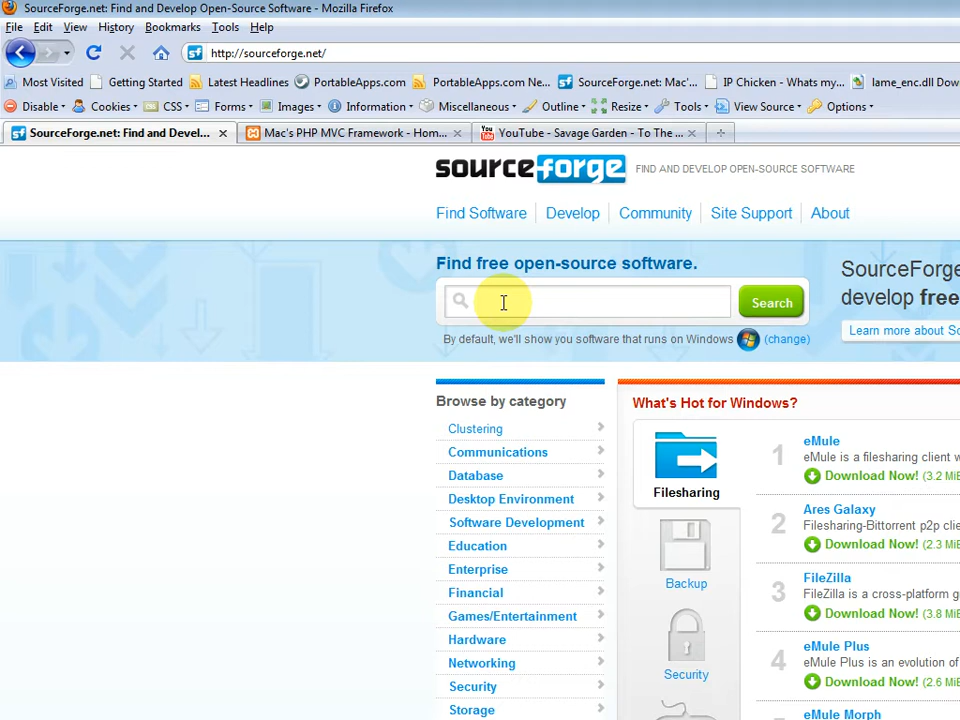 SourceForge.net: Find and Develop Open-Source Software - Mozilla Firefox
File Edit View History Bookmarks Tools Help
http://sourceforge.net/
Most Visited Getting Started Latest Headlines PortableApps.com PortableApps.com Ne... SourceForge.net: Mac'... IP Chicken - Whats my... lame_enc.dll Dow
Disable Cookies CSS Forms Images Information Miscellaneous Outline Resize Tools View Source Options
SourceForge.net: Find and Devel... Mac's PHP MVC Framework - Hom... YouTube - Savage Garden - To The ...
sourceforge FIND AND DEVELOP OPEN-SOURCE SOFTWARE
Find Software Develop Community Site Support About
Find free open-source software.
Search
By default, we'll show you software that runs on Windows (change)
SourceForge
develop free
Learn more about So
Browse by category
Clustering
Communications
Database
Desktop Environment
Software Development
Education
Enterprise
Financial
Games/Entertainment
Hardware
Networking
Security
Storage
What's Hot for Windows?
Filesharing
Backup
Security
1 eMule
eMule is a filesharing client w
Download Now! (3.2 MiB
2 Ares Galaxy
Filesharing-Bittorrent p2p clie
Download Now! (2.3 MiB
3 FileZilla
FileZilla is a cross-platform g
Download Now! (3.8 MiB
4 eMule Plus
eMule Plus is an evolution of
Download Now! (2.6 MiB
eMule Morph